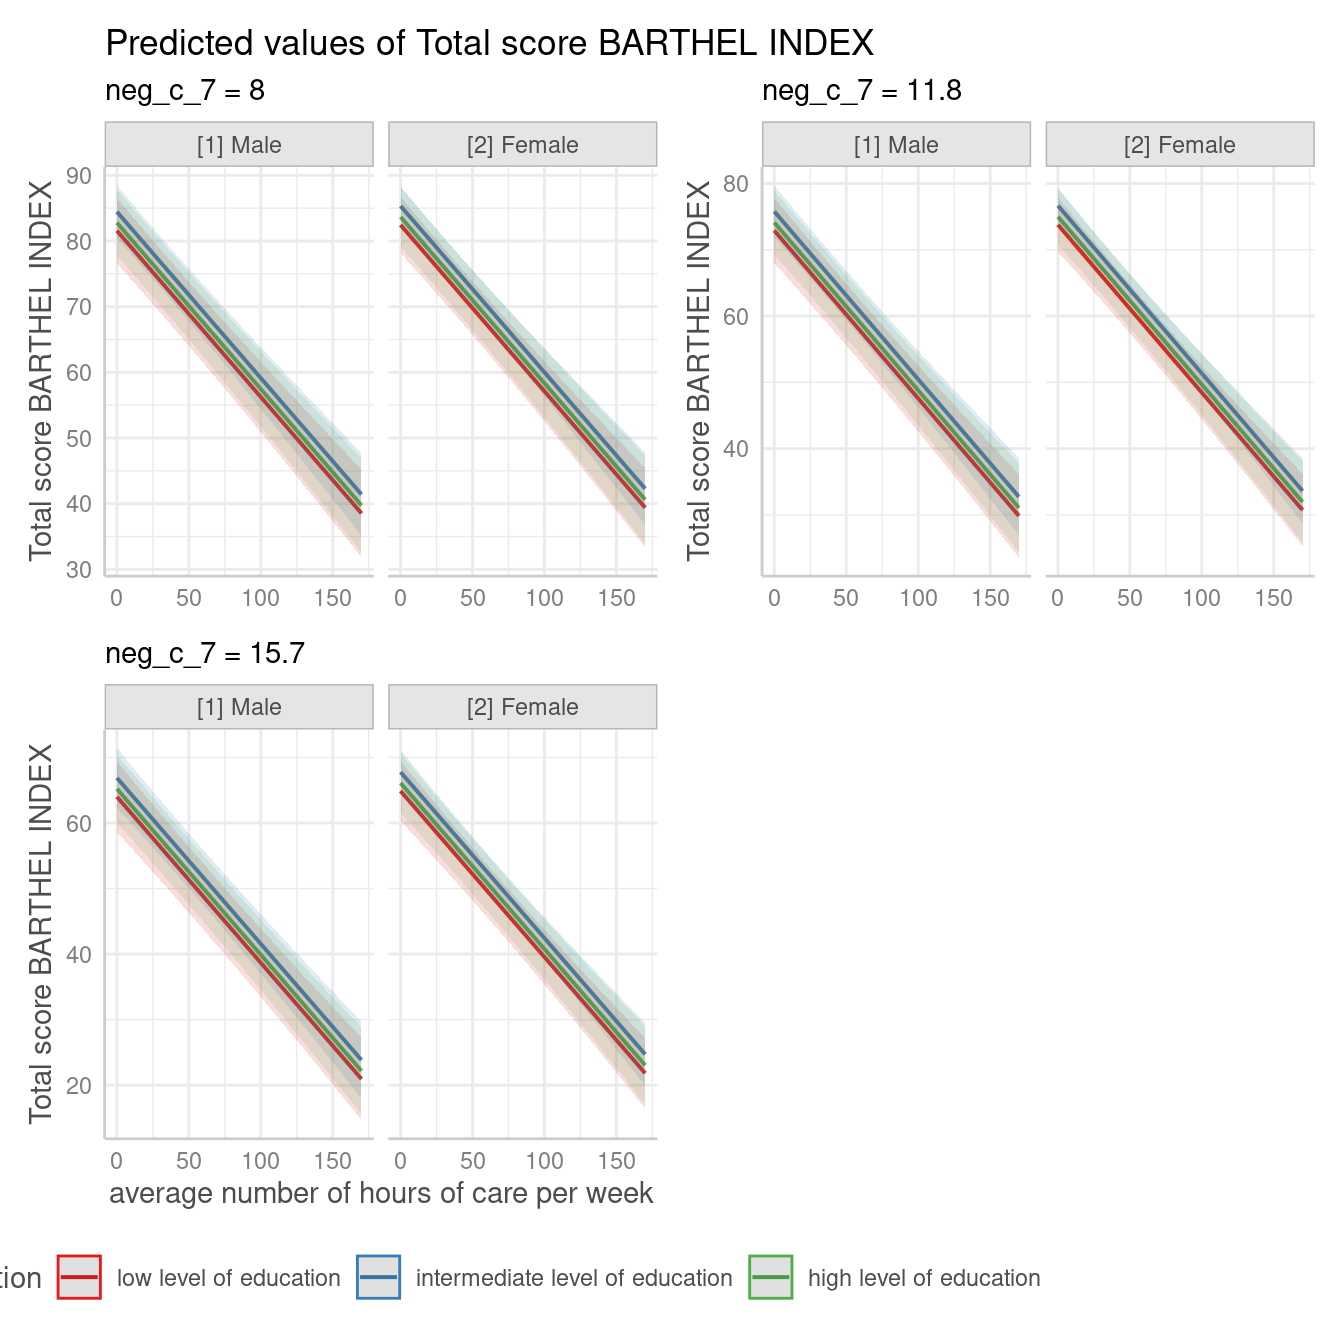 Predicted values of Total score BARTHEL INDEX
neg_c_7 = 8
[1] Male [2] Female
Total score BARTHEL INDEX
90
80
70
60
50
40
30
0 50 100 150 0 50 100 150
neg_c_7 = 11.8
[1] Male [2] Female
Total score BARTHEL INDEX
80
60
40
0 50 100 150 0 50 100 150
neg_c_7 = 15.7
[1] Male [2] Female
Total score BARTHEL INDEX
60
40
20
0 50 100 150 0 50 100 150
average number of hours of care per week
tion low level of education intermediate level of education high level of education